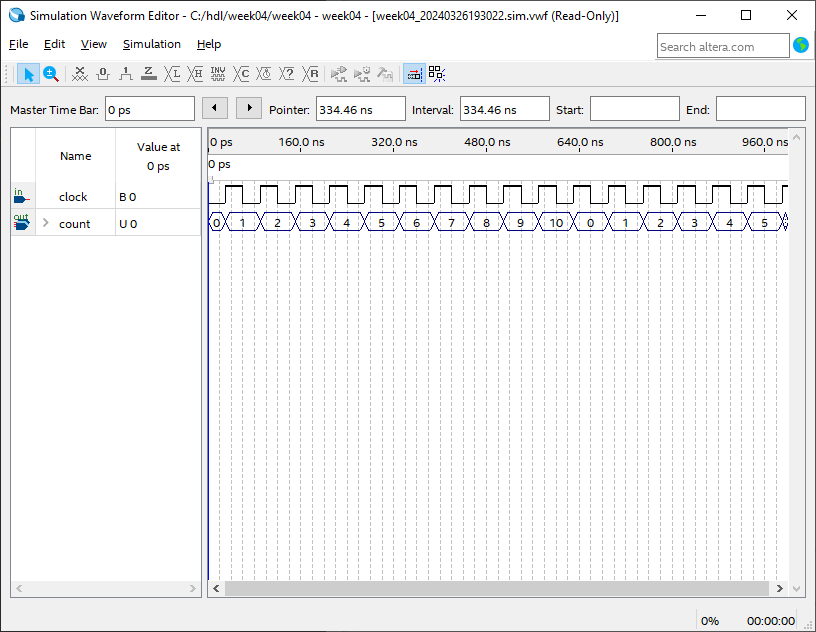 Simulation Waveform Editor - C:/hdl/week04/week04 - week04 - [week04_20240326193022.sim.vwf (Read-Only)]
File Edit View Simulation Help
Search altera.com
Master Time Bar: 0 ps Pointer: 334.46 ns Interval: 334.46 ns Start: End:
Name Value at 0 ps
0 ps 160.0 ns 320.0 ns 480.0 ns 640.0 ns 800.0 ns 960.0 ns
0 ps
in clock B 0
out count U 0 0 1 2 3 4 5 6 7 8 9 10 0 1 2 3 4 5
0% 00:00:00